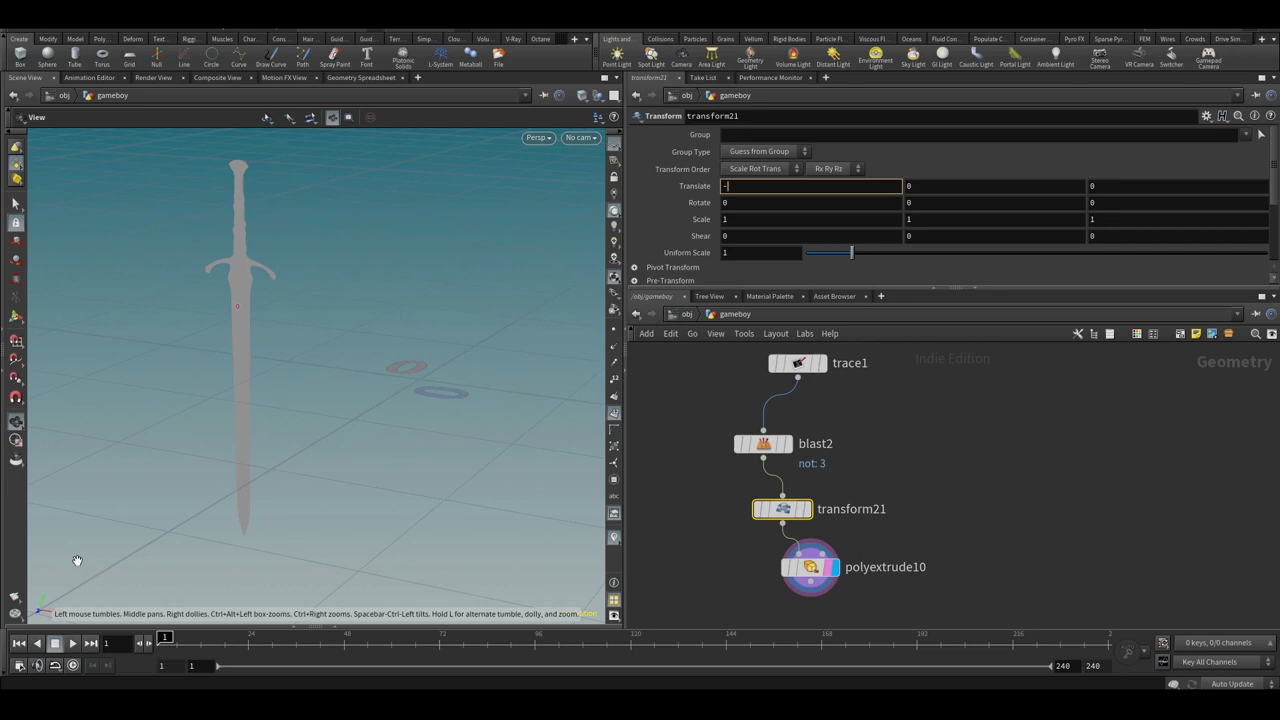 Create Modify Model Poly... Deform Text... Riggi... Muscles Char... Cons... Hair... Guid... Guid... Terr... Simp... Clou... Volu... V-Ray Octane
Box Sphere Tube Torus Grid Null Line Circle Curve Draw Curve Path Spray Paint Font Platonic Solids L-System Metaball File
Lights and... Collisions Particles Grains Vellum Rigid Bodies Particle Fl... Viscous Fl... Oceans Fluid Conta... Populate C... Container... Pyro FX Sparse Pyr... FEM Wires Crowds Drive Sim...
Point Light Spot Light Camera Area Light Geometry Light Volume Light Distant Light Environment Light Sky Light GI Light Caustic Light Portal Light Ambient Light Stereo Camera VR Camera Switcher Gamepad Camera
Scene View Animation Editor Render View Composite View Motion FX View Geometry Spreadsheet
transform21 Take List Performance Monitor
obj gameboy
obj gameboy
View
Transform transform21
Persp No cam
Group
Group Type Guess from Group
Transform Order Scale Rot Trans Rx Ry Rz
Translate - 0 0
Rotate 0 0 0
Scale 1 1 1
Shear 0 0 0
Uniform Scale 1
Pivot Transform
Pre-Transform
/obj/gameboy Tree View Material Palette Asset Browser
obj gameboy
Add Edit Go View Tools Layout Labs Help
Indie Edition
Geometry
trace1
blast2
not: 3
transform21
polyextrude10
Left mouse tumbles. Middle pans. Right dollies. Ctrl+Alt+Left box-zooms. Ctrl+Right zooms. Spacebar-Ctrl-Left tilts. Hold L for alternate tumble, dolly, and zoom.
1 1 24 48 72 96 120 144 168 192 216 2
0 keys, 0/0 channels
1 1 240 240
Key All Channels
Auto Update